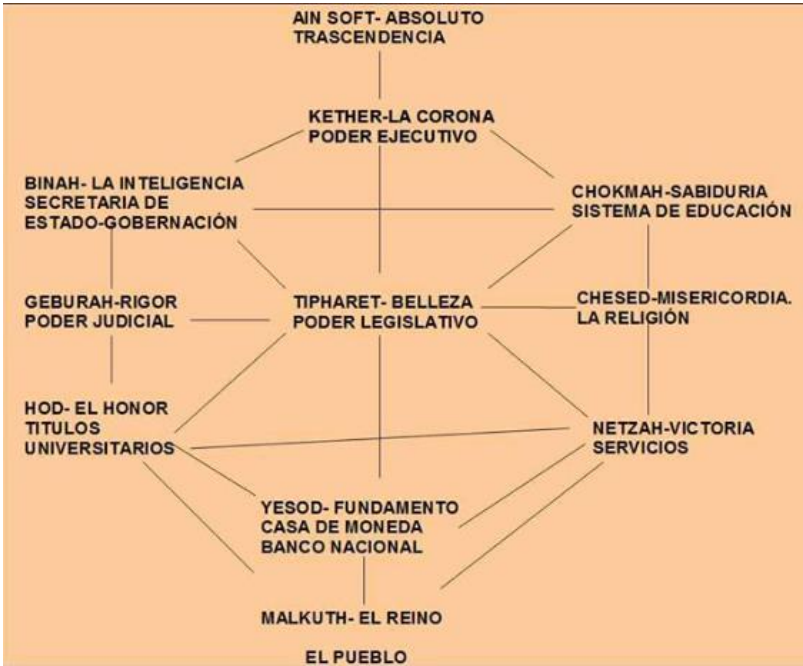 AIN SOFT- ABSOLUTO
TRASCENDENCIA
KETHER-LA CORONA
PODER EJECUTIVO
BINAH- LA INTELIGENCIA
SECRETARIA DE
ESTADO-GOBERNACIÓN
CHOKMAH-SABIDURIA
SISTEMA DE EDUCACIÓN
GEBURAH-RIGOR
PODER JUDICIAL
TIPHARET- BELLEZA
PODER LEGISLATIVO
CHESED-MISERICORDIA.
LA RELIGIÓN
HOD- EL HONOR
TITULOS
UNIVERSITARIOS
NETZAH-VICTORIA
SERVICIOS
YESOD- FUNDAMENTO
CASA DE MONEDA
BANCO NACIONAL
MALKUTH- EL REINO
EL PUEBLO